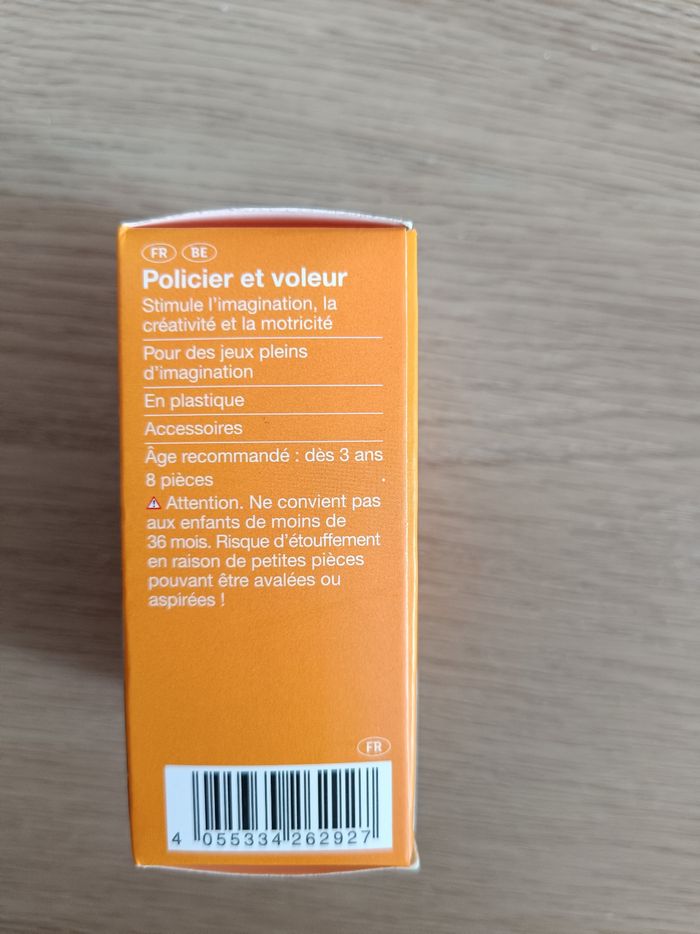 FR BE
Policier et voleur
Stimule l'imagination, la
créativité et la motricité
Pour des jeux pleins
d'imagination
En plastique
Accessoires
Âge recommandé : dès 3 ans
8 pièces
Attention. Ne convient pas
aux enfants de moins de
36 mois. Risque d'étouffement
en raison de petites pièces
pouvant être avalées ou
aspirées !
FR
4 055334 262927